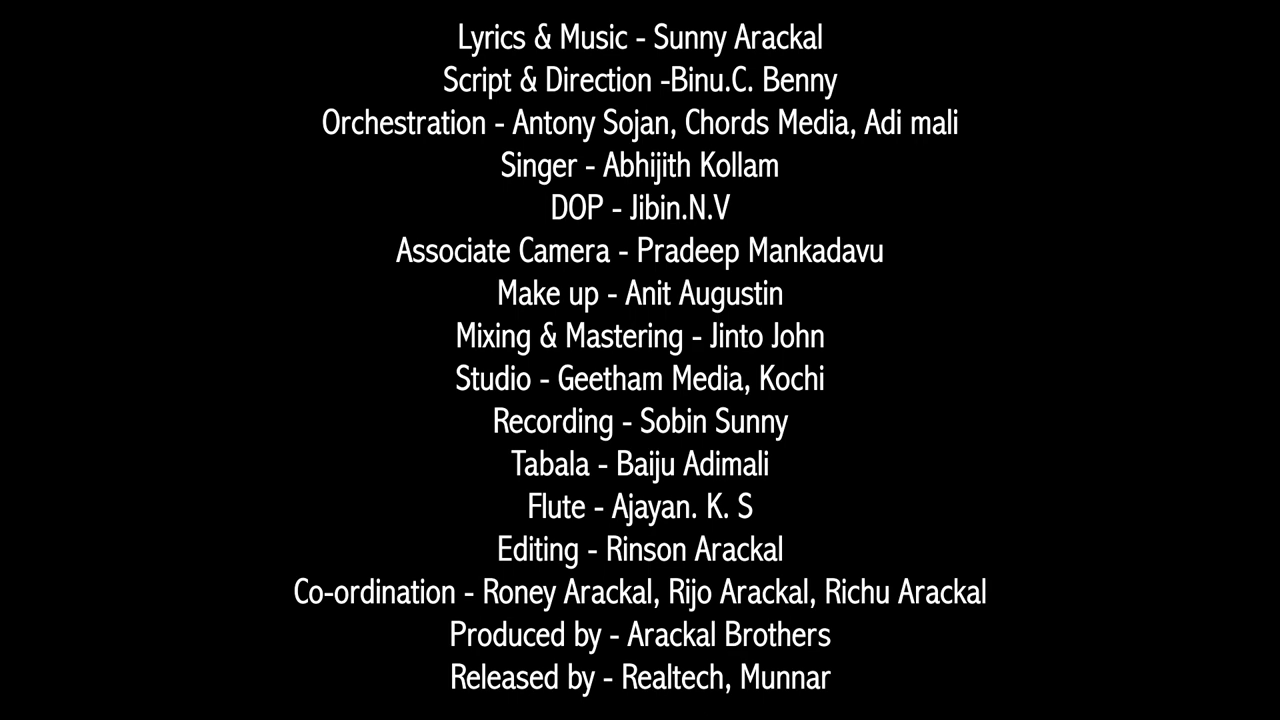 Lyrics & Music - Sunny Arackal
Script & Direction -Binu.C. Benny
Orchestration - Antony Sojan, Chords Media, Adi mali
Singer - Abhijith Kollam
DOP - Jibin.N.V
Associate Camera - Pradeep Mankadavu
Make up - Anit Augustin
Mixing & Mastering - Jinto John
Studio - Geetham Media, Kochi
Recording - Sobin Sunny
Tabala - Baiju Adimali
Flute - Ajayan. K. S
Editing - Rinson Arackal
Co-ordination - Roney Arackal, Rijo Arackal, Richu Arackal
Produced by - Arackal Brothers
Released by - Realtech, Munnar